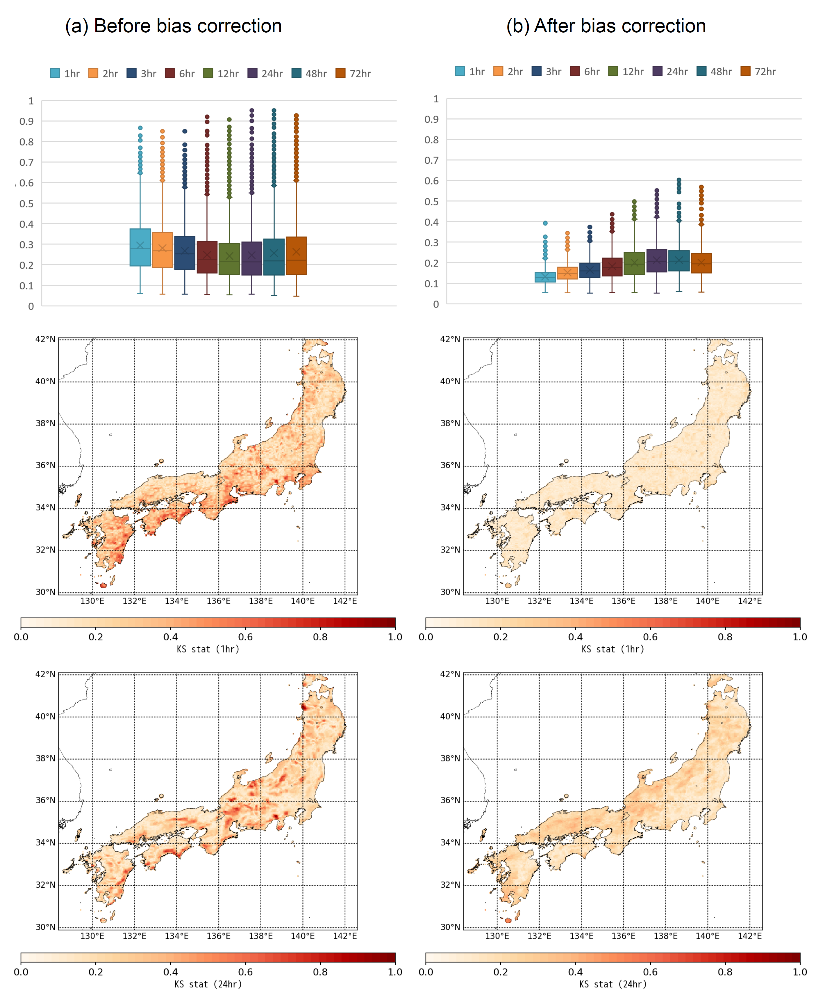 (a) Before bias correction
(b) After bias correction
1hr 2hr 3hr 6hr 12hr 24hr 48hr 72hr
1hr 2hr 3hr 6hr 12hr 24hr 48hr 72hr
1
0.9
0.8
0.7
0.6
0.5
0.4
0.3
0.2
0.1
0
1
0.9
0.8
0.7
0.6
0.5
0.4
0.3
0.2
0.1
0
42°N
40°N
38°N
36°N
34°N
32°N
30°N
130°E 132°E 134°E 136°E 138°E 140°E 142°E
0.0 0.2 0.4 0.6 0.8 1.0
KS stat (1hr)
42°N
40°N
38°N
36°N
34°N
32°N
30°N
130°E 132°E 134°E 136°E 138°E 140°E 142°E
0.0 0.2 0.4 0.6 0.8 1.0
KS stat (1hr)
42°N
40°N
38°N
36°N
34°N
32°N
30°N
130°E 132°E 134°E 136°E 138°E 140°E 142°E
0.0 0.2 0.4 0.6 0.8 1.0
KS stat (24hr)
42°N
40°N
38°N
36°N
34°N
32°N
30°N
130°E 132°E 134°E 136°E 138°E 140°E 142°E
0.0 0.2 0.4 0.6 0.8 1.0
KS stat (24hr)